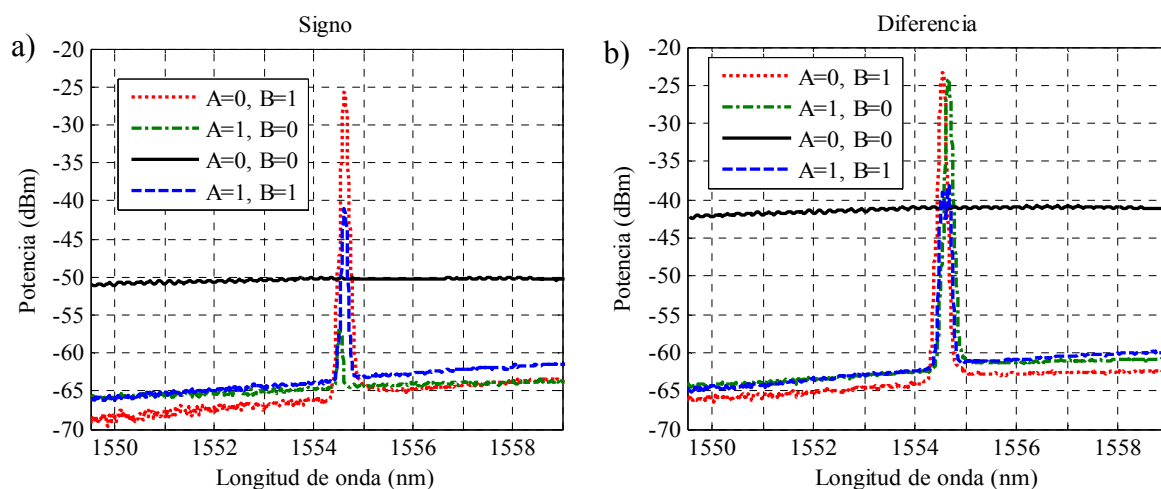 a)
Signo
-20
-25
-30
-35
-40
-45
-50
-55
-60
-65
-70
Potencia (dBm)
A=0, B=1
A=1, B=0
A=0, B=0
A=1, B=1
1550 1552 1554 1556 1558
Longitud de onda (nm)
b)
Diferencia
-20
-25
-30
-35
-40
-45
-50
-55
-60
-65
-70
Potencia (dBm)
A=0, B=1
A=1, B=0
A=0, B=0
A=1, B=1
1550 1552 1554 1556 1558
Longitud de onda (nm)